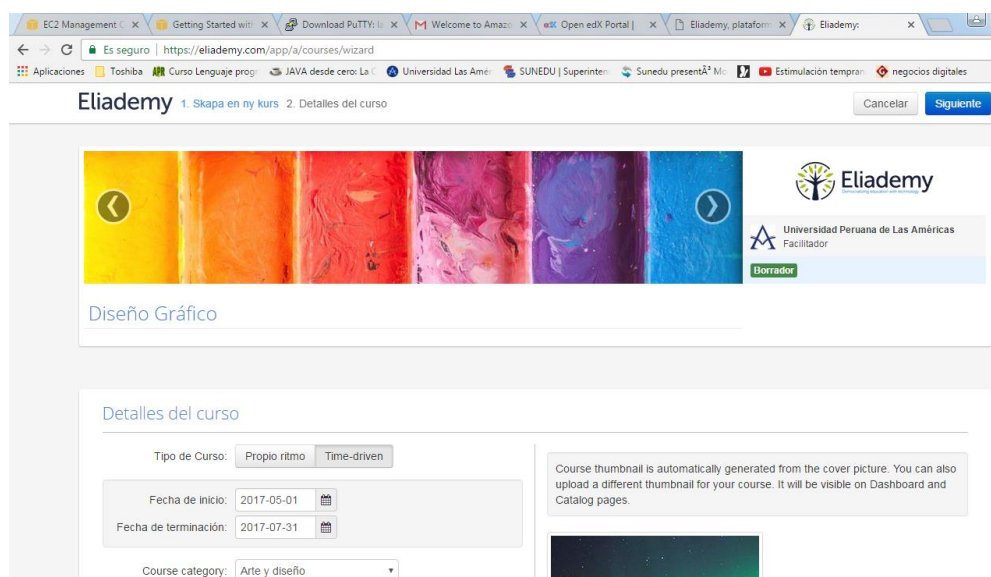 EC2 Management C
Getting Started with
Download PuTTY: la
Welcome to Amazo
Open edX Portal |
Eliademy, plataform
Eliademy:
Es seguro | https://eliademy.com/app/a/courses/wizard
Aplicaciones Toshiba Curso Lenguaje progr JAVA desde cero: La C Universidad Las Amér SUNEDU | Superinten Sunedu presentÃ³ Mo Estimulación tempran negocios digitales
Eliademy 1. Skapa en ny kurs 2. Detalles del curso Cancelar Siguiente
Eliademy
Universidad Peruana de Las Américas
Facilitador
Borrador
Diseño Gráfico
Detalles del curso
Tipo de Curso: Propio ritmo Time-driven
Fecha de inicio: 2017-05-01
Fecha de terminación: 2017-07-31
Course category: Arte y diseño
Course thumbnail is automatically generated from the cover picture. You can also
upload a different thumbnail for your course. It will be visible on Dashboard and
Catalog pages.